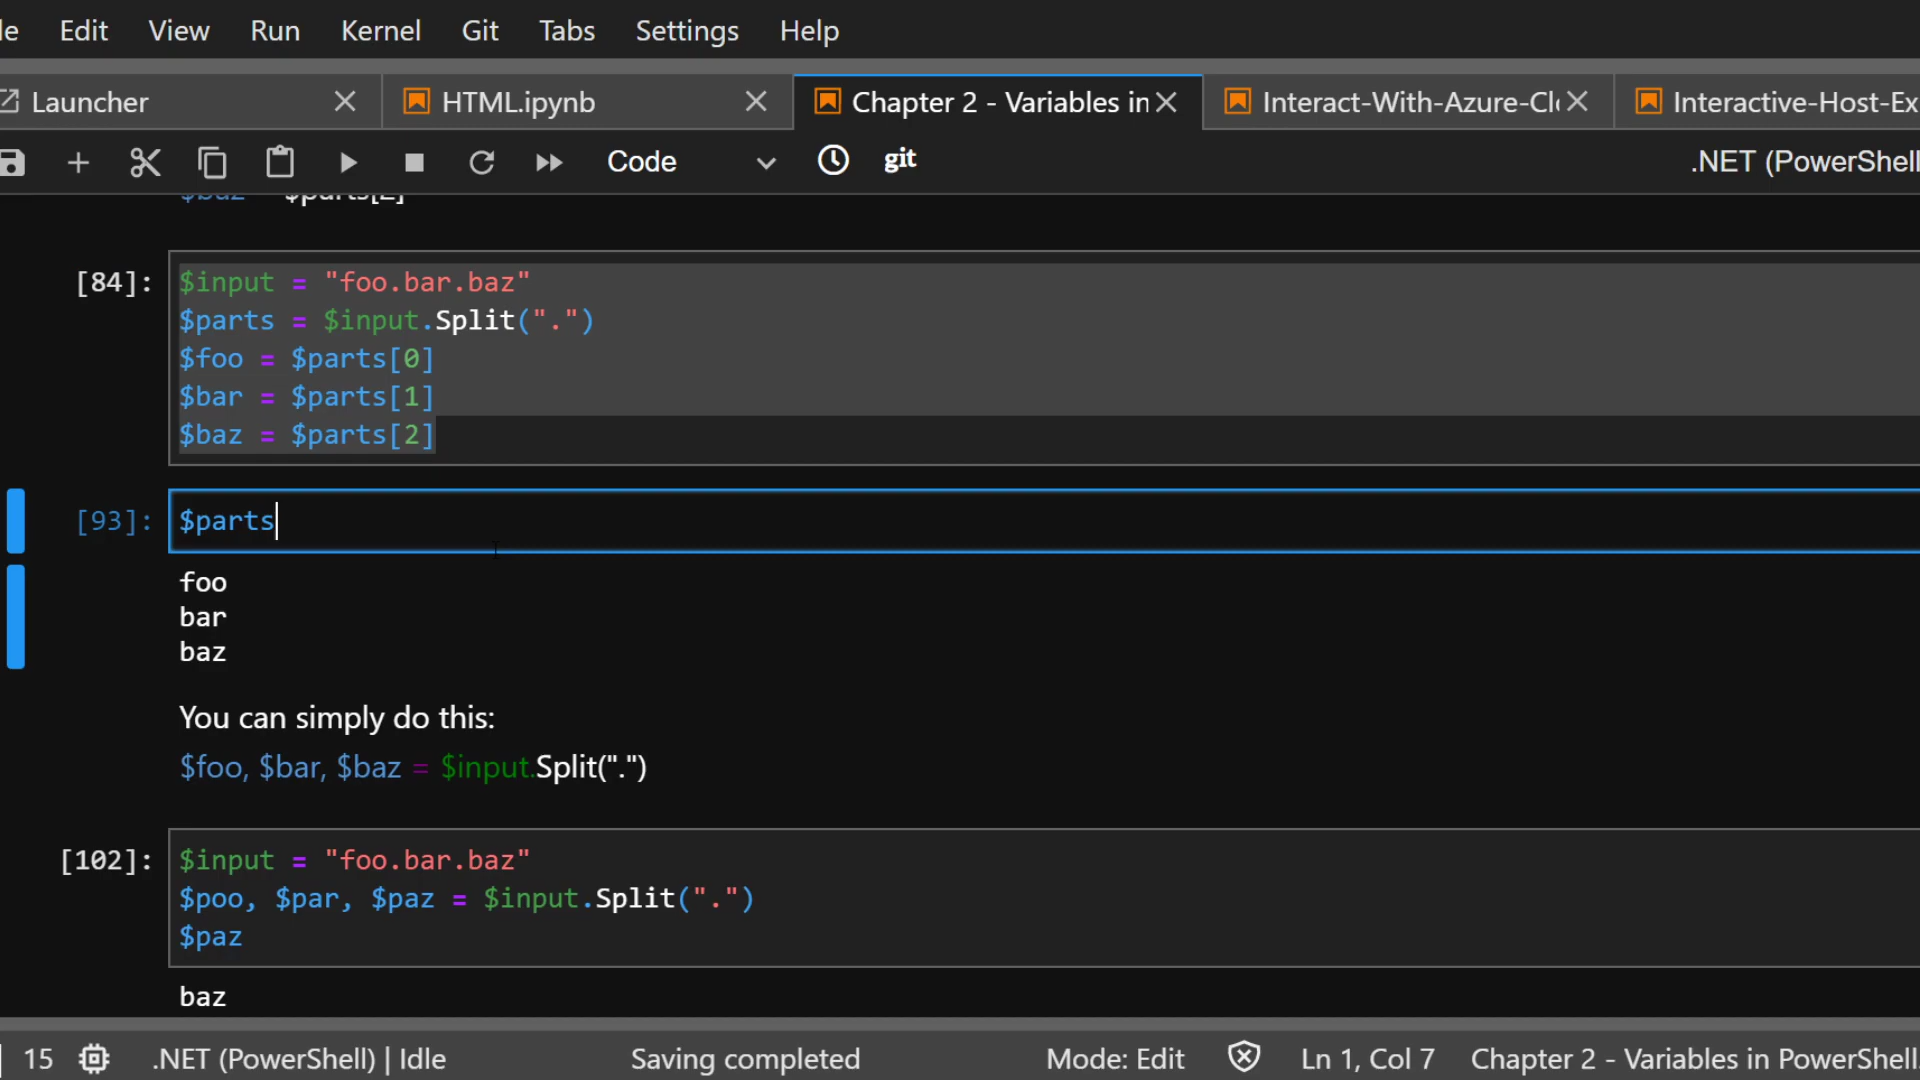 le Edit View Run Kernel Git Tabs Settings Help
Launcher HTML.ipynb Chapter 2 - Variables in Interact-With-Azure-Cl Interactive-Host-Ex
Code git .NET (PowerShell
$baz $parts[2]
[84]: $input = "foo.bar.baz"
$parts = $input.Split(".")
$foo = $parts[0]
$bar = $parts[1]
$baz = $parts[2]
[93]: $parts
foo
bar
baz
You can simply do this:
$foo, $bar, $baz = $input.Split(".")
[102]: $input = "foo.bar.baz"
$poo, $par, $paz = $input.Split(".")
$paz
baz
15 .NET (PowerShell) | Idle Saving completed Mode: Edit Ln 1, Col 7 Chapter 2 - Variables in PowerShell